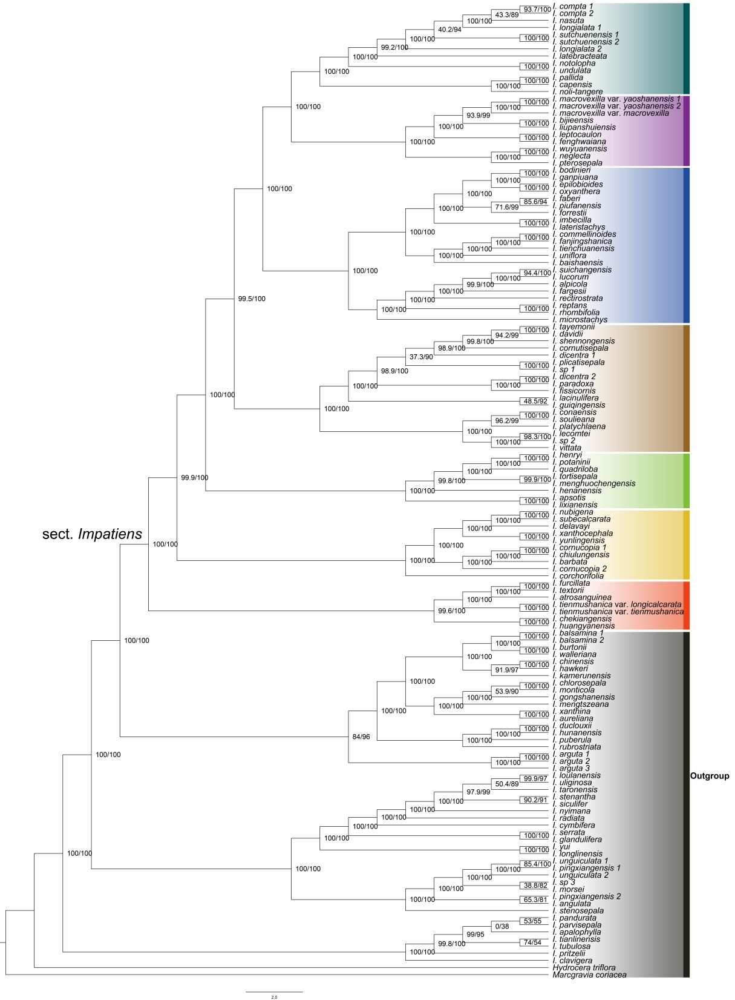 I. compta 1
93.7/100
I. compta 2
43.3/89
I. nasuta
100/100
I. longialata 1
40.2/94
I. sutchuenensis 1
100/100
100/100
I. sutchuenensis 2
99.2/100
I. longialata 2
I. latebracteata
100/100
I. notolopha
100/100
I. undulata
100/100
I. pallida
100/100
I. capensis
100/100
I. noli-tangere
I. macrovexilla var. yaoshanensis 1
100/100
I. macrovexilla var. yaoshanensis 2
100/100
100/100
I. macrovexilla var. macrovexilla
93.9/99
I. bijieensis
100/100
I. liupanshuiensis
100/100
I. leptocaulon
100/100
I. fenghwaiana
100/100
I. wuyuanensis
100/100
I. neglecta
100/100
I. pterosepala
I. bodinieri
100/100
I. ganpiuana
100/100
I. epilobioides
100/100
100/100
I. oxyanthera
100/100
I. faberi
85.6/94
I. piufanensis
71.6/99
100/100
I. forrestii
I. imbecilla
100/100
I. lateristachys
100/100
I. commellinoides
100/100
I. fanjingshanica
100/100
I. tienchuanensis
100/100
I. uniflora
100/100
I. baishaensis
I. suichangensis
100/100
94.4/100
I. lucorum
100/100
I. alpicola
99.9/100
I. fargesii
100/100
I. rectirostrata
99.5/100
100/100
I. reptans
100/100
100/100
I. rhombifolia
I. microstachys
I. tayemonii
100/100
I. davidii
94.2/99
I. shennongensis
99.8/100
I. cornutisepala
98.9/100
I. dicentra 1
37.3/90
I. plicatisepala
100/100
I. sp 1
98.9/100
I. dicentra 2
100/100
I. paradoxa
100/100
100/100
I. fissicornis
100/100
I. lacinulifera
48.5/92
I. guiqingensis
100/100
I. conaensis
100/100
I. soulieana
96.2/99
I. platychlaena
100/100
I. lecomtei
98.3/100
I. sp 2
100/100
I. vittata
I. henryi
100/100
I. potaninii
100/100
I. quadriloba
100/100
I. tortisepala
99.9/100
99.9/100
99.8/100
I. menghuochengensis
I. henanensis
100/100
I. apsotis
100/100
I. lixianensis
I. nubigena
100/100
I. subecalcarata
100/100
I. delavayi
100/100
sect. Impatiens
I. xanthocephala
100/100
I. yunlingensis
100/100
100/100
I. cornucopia 1
100/100
I. chiulungensis
100/100
I. barbata
100/100
100/100
I. cornucopia 2
I. corchorifolia
I. furcillata
100/100
I. textorii
100/100
I. atrosanguinea
100/100
I. tienmushanica var. longicalcarata
100/100
I. tienmushanica var. tienmushanica
99.6/100
I. chekiangensis
100/100
I. huangyanensis
I. balsamina 1
100/100
I. balsamina 2
100/100
100/100
I. burtonii
100/100
I. walleriana
100/100
I. chinensis
100/100
I. hawkeri
91.9/97
I. kamerunensis
100/100
I. chlorosepala
100/100
I. monticola
53.9/90
I. gongshanensis
100/100
I. mengtszeana
100/100
100/100
I. xanthina
100/100
I. aureliana
I. duclouxii
100/100
I. hunanensis
100/100
84/96
I. puberula
100/100
I. rubrostriata
100/100
I. arguta 1
100/100
I. arguta 2
100/100
I. arguta 3
I. loulanensis
Outgroup
99.9/97
I. uliginosa
50.4/89
I. taronensis
97.9/99
I. stenantha
90.2/91
100/100
I. siculifer
100/100
I. nyimana
100/100
I. radiata
100/100
I. cymbifera
I. serrata
100/100
100/100
I. glandulifera
I. yui
100/100
100/100
I. longlinensis
I. unguiculata 1
85.4/100
100/100
I. pingxiangensis 1
100/100
I. unguiculata 2
100/100
I. sp 3
38.8/82
100/100
I. morsei
I. pingxiangensis 2
65.3/81
100/100
I. angulata
I. stenosepala
I. pandurata
53/55
I. parvisepala
0/38
I. apalophylla
99/95
I. tianlinensis
74/54
99.8/100
I. tubulosa
100/100
I. pritzelii
I. clavigera
Hydrocera triflora
Marcgravia coriacea
2.0